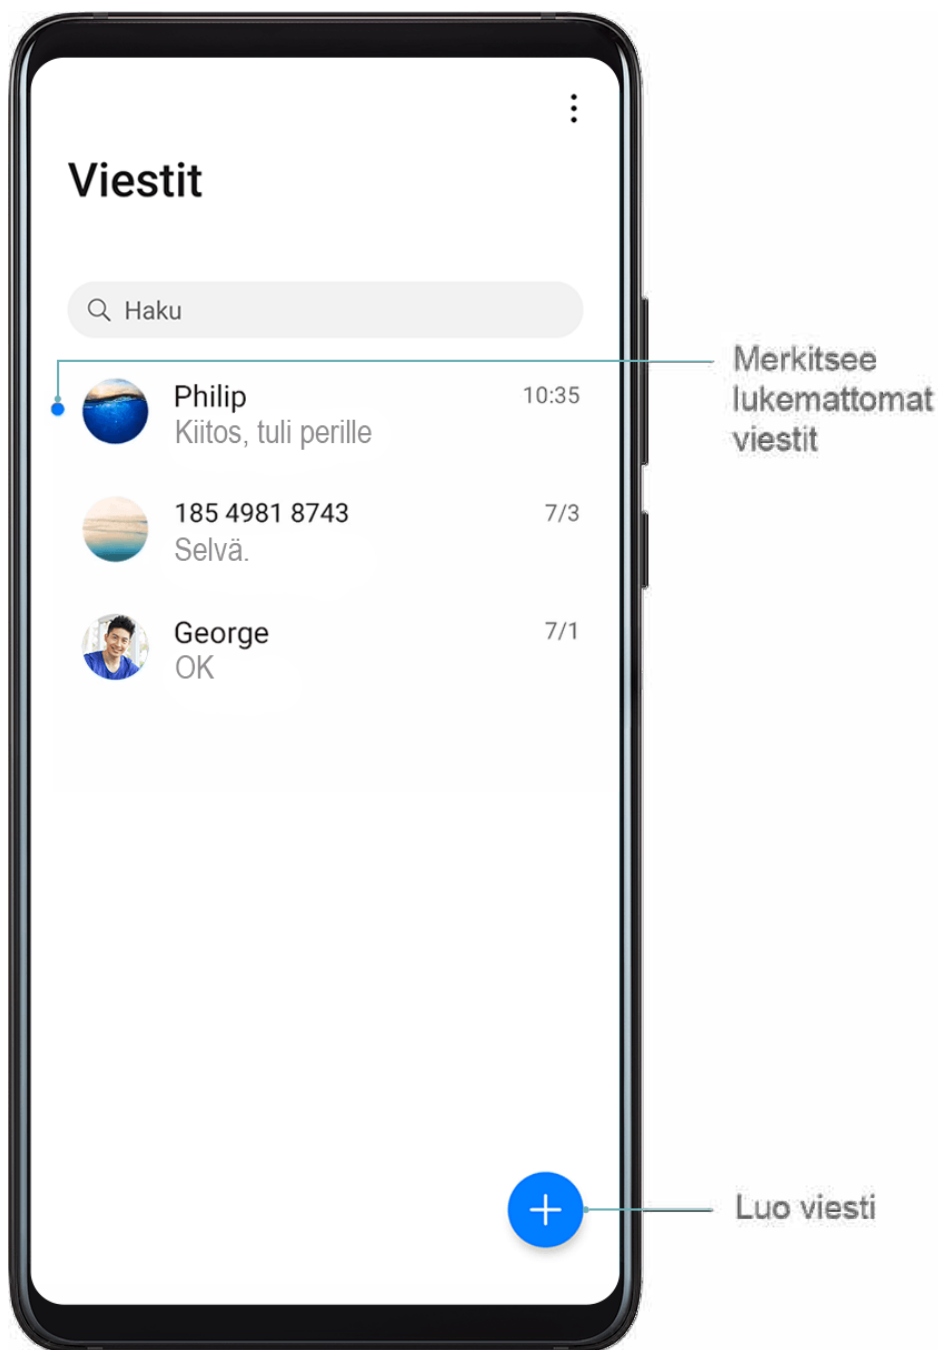 Viestit
Haku
Philip 10:35
Kiitos, tuli perille
185 4981 8743 7/3
Selvä.
George 7/1
OK
Merkitsee
lukemattomat
viestit
Luo viesti